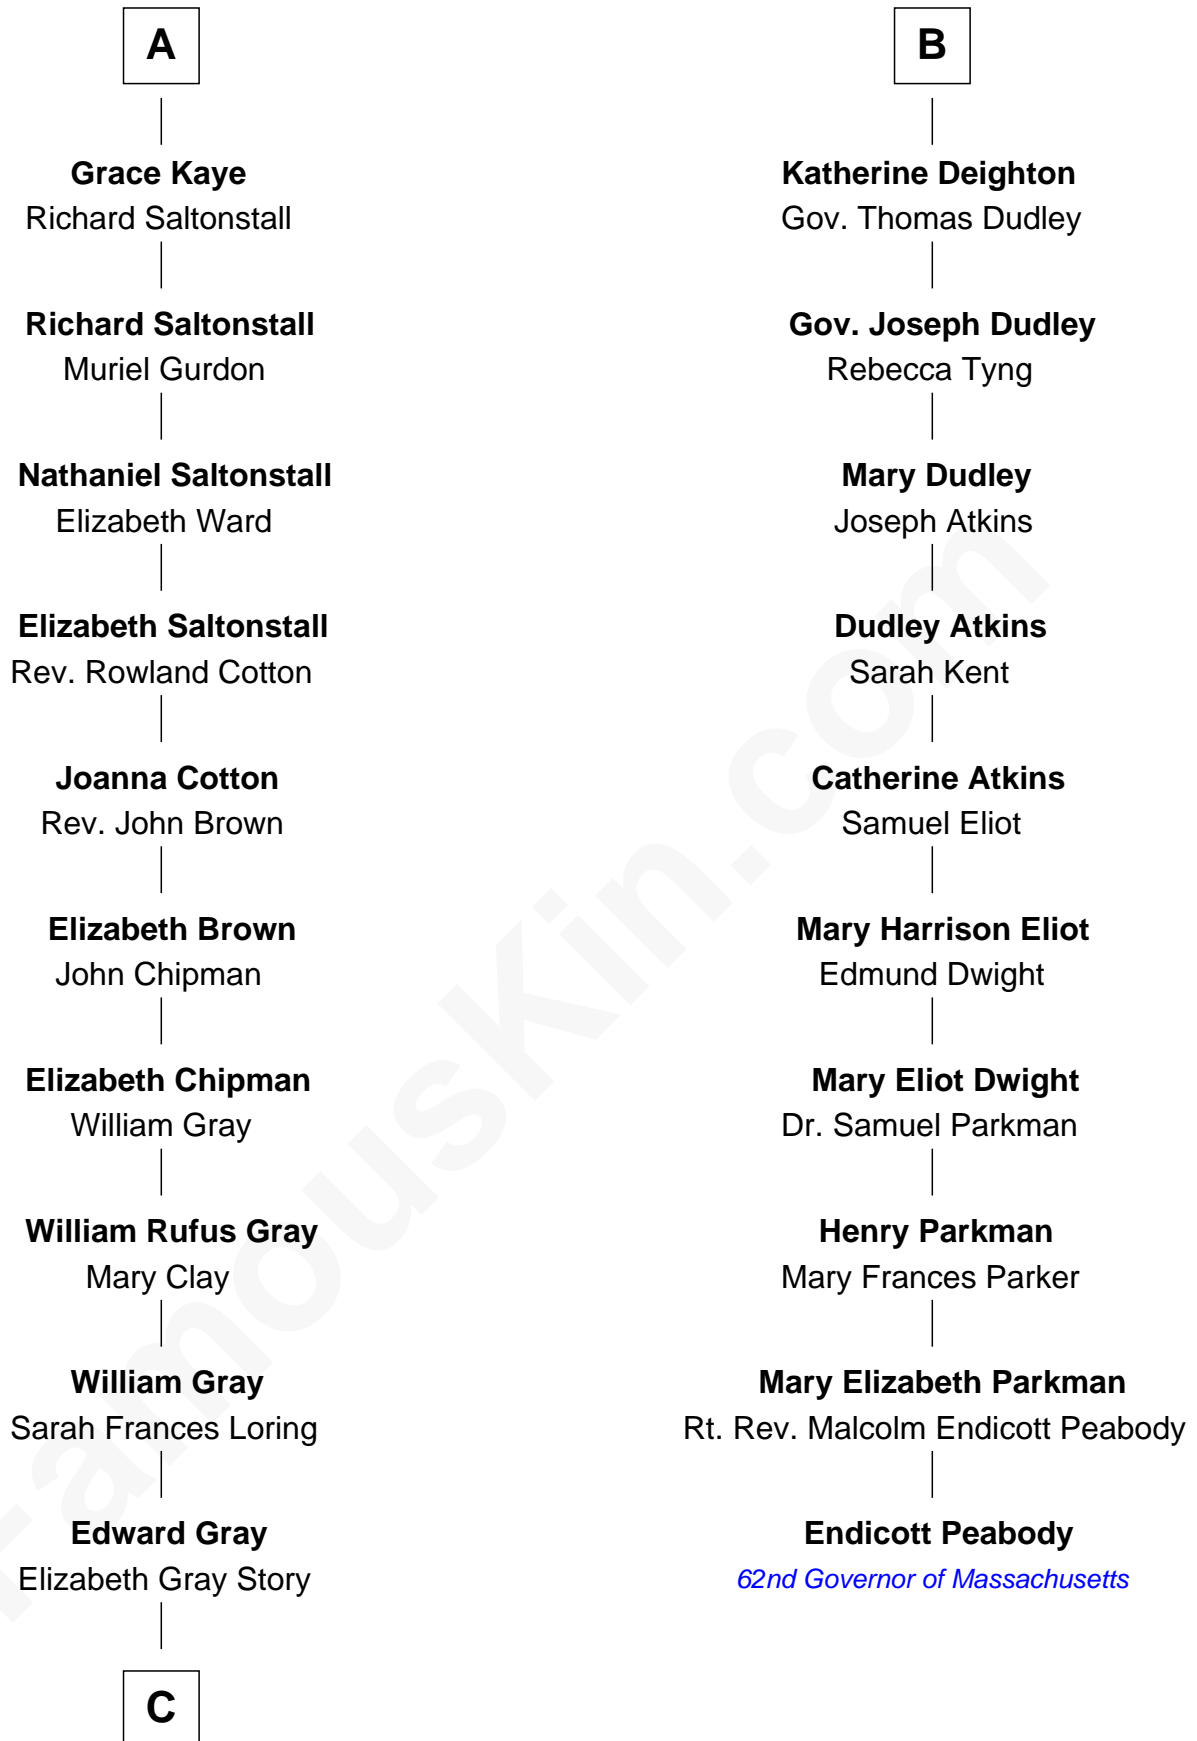 A
Grace Kaye
Richard Saltonstall
Richard Saltonstall
Muriel Gurdon
Nathaniel Saltonstall
Elizabeth Ward
Elizabeth Saltonstall
Rev. Rowland Cotton
Joanna Cotton
Rev. John Brown
Elizabeth Brown
John Chipman
Elizabeth Chipman
William Gray
William Rufus Gray
Mary Clay
William Gray
Sarah Frances Loring
Edward Gray
Elizabeth Gray Story
C
B
Katherine Deighton
Gov. Thomas Dudley
Gov. Joseph Dudley
Rebecca Tyng
Mary Dudley
Joseph Atkins
Dudley Atkins
Sarah Kent
Catherine Atkins
Samuel Eliot
Mary Harrison Eliot
Edmund Dwight
Mary Eliot Dwight
Dr. Samuel Parkman
Henry Parkman
Mary Frances Parker
Mary Elizabeth Parkman
Rt. Rev. Malcolm Endicott Peabody
Endicott Peabody
62nd Governor of Massachusetts
FamousKin.com